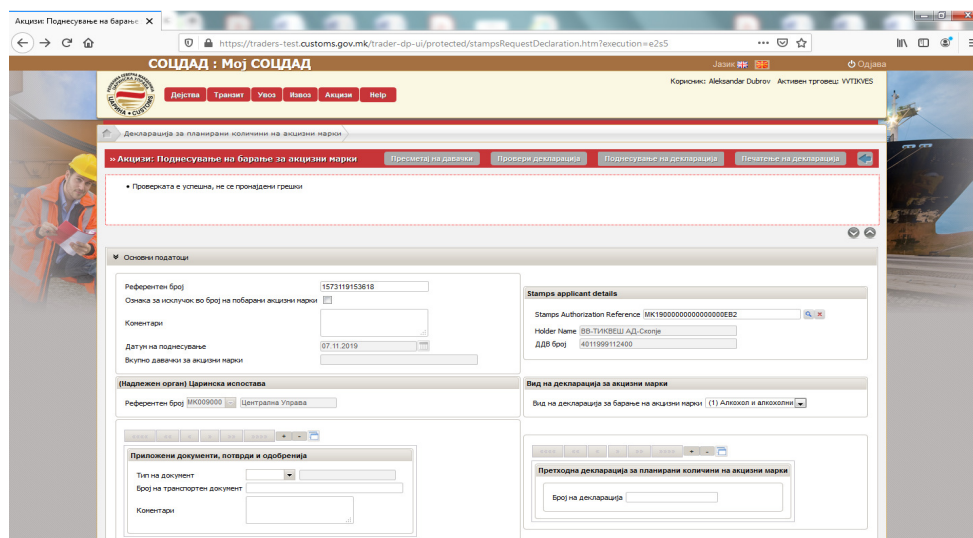 Акцизи: Поднесување на барање
https://traders-test.customs.gov.mk/trader-dp-ui/protected/stampsRequestDeclaration.htm?execution=e2s5
СОЦДАД : Мој СОЦДАД
Јазик
Одјава
Корисник: Aleksandar Dubrov Активен трговец: VVTIKVES
Дејства Транзит Увоз Извоз Акцизи Help
Декларација за планирани количини на акцизни марки
» Акцизи: Поднесување на барање за акцизни марки
Пресметај на давачки Провери декларација Поднесување на декларација Печатење на декларација
• Проверката е успешна, не се пронајдени грешки
Основни податоци
Референтен број 1573119153618
Ознака за исклучок во број на побарани акцизни марки
Коментари
Датум на поднесување 07.11.2019
Вкупно давачки за акцизни марки
Stamps applicant details
Stamps Authorization Reference MK19000000000000000EB2
Holder Name ВВ-ТИКВЕШ АД-Скопје
ДДВ број 4011999112400
(Надлежен орган) Царинска испостава
Референтен број MK009000 Централна Управа
Вид на декларација за акцизни марки
Вид на декларација за барање на акцизни марки (1) Алкохол и алкохолни
Приложени документи, потврди и одобренија
Тип на документ
Број на транспортен документ
Коментари
Претходна декларација за планирани количини на акцизни марки
Број на декларација